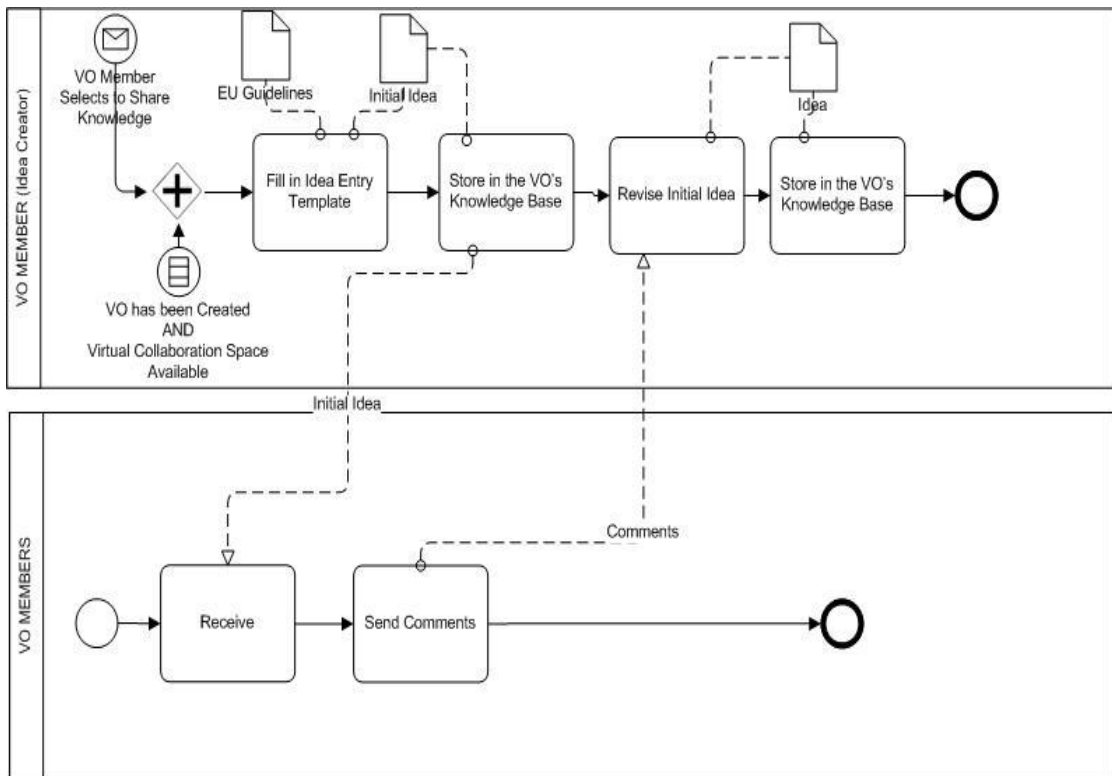 VO MEMBER (Idea Creator)
VO Member
Selects to Share
Knowledge
EU Guidelines
Initial Idea
Idea
Fill in Idea Entry
Template
Store in the VO's
Knowledge Base
Revise Initial Idea
Store in the VO's
Knowledge Base
VO has been Created
AND
Virtual Collaboration Space
Available
Initial Idea
VO MEMBERS
Comments
Receive
Send Comments